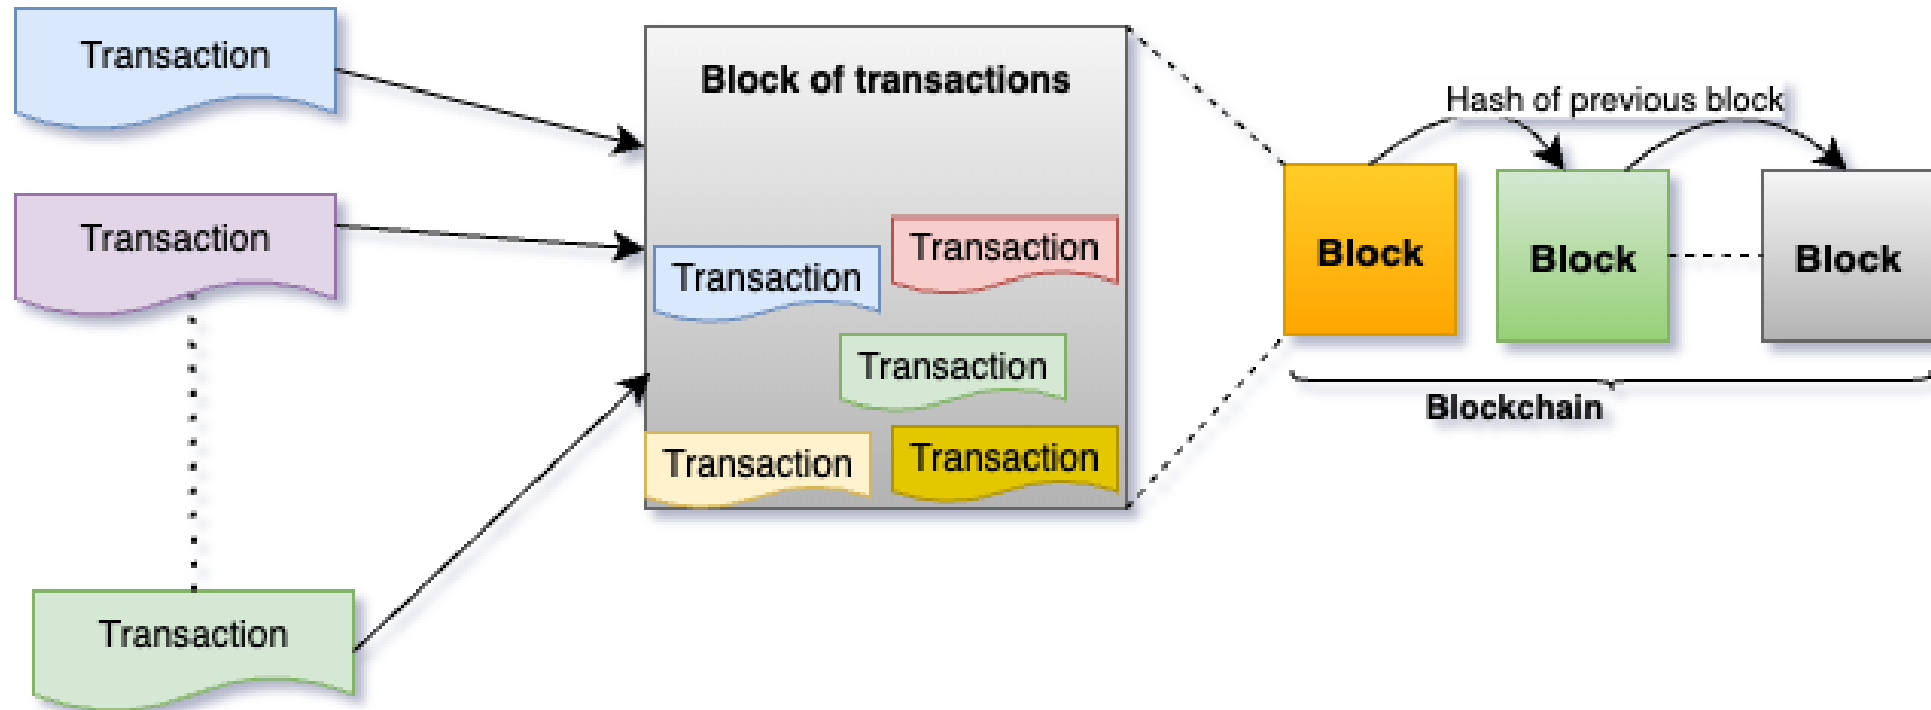 Transaction
Transaction
Transaction
Block of transactions
Transaction
Transaction
Transaction
Transaction
Transaction
Hash of previous block
Block
Block
Block
Blockchain